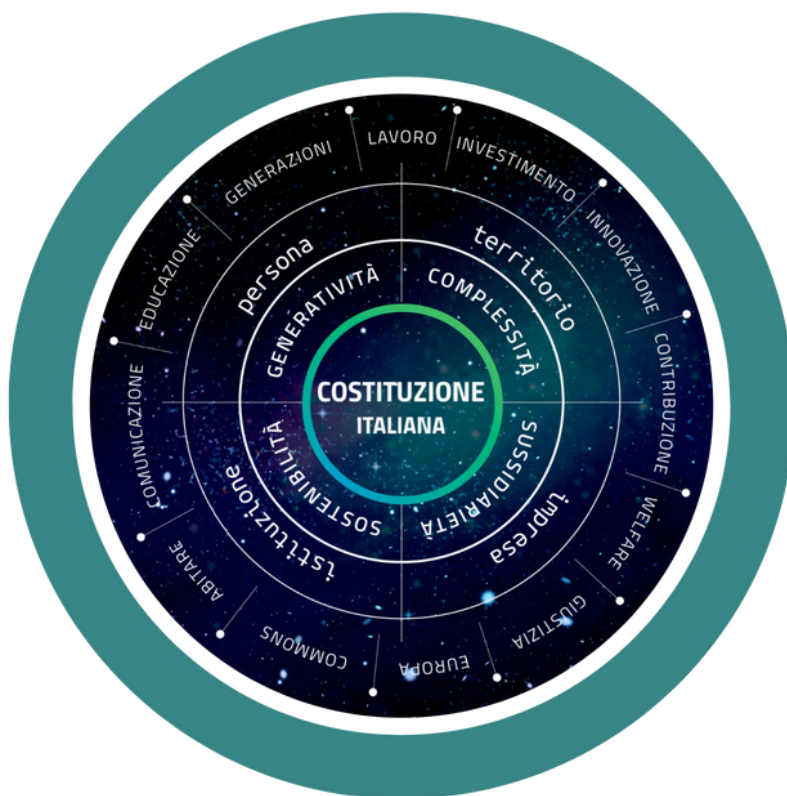 COSTITUZIONE
ITALIANA
GENERATIVITÀ
COMPLESSITÀ
SUSSIDIARIETÀ
SOSTENIBILITÀ
persona
territorio
impresa
istituzione
LAVORO
INVESTIMENTO
INNOVAZIONE
CONTRIBUZIONE
WELFARE
GIUSTIZIA
EUROPA
COMMONS
ABITARE
COMUNICAZIONE
EDUCAZIONE
GENERAZIONI